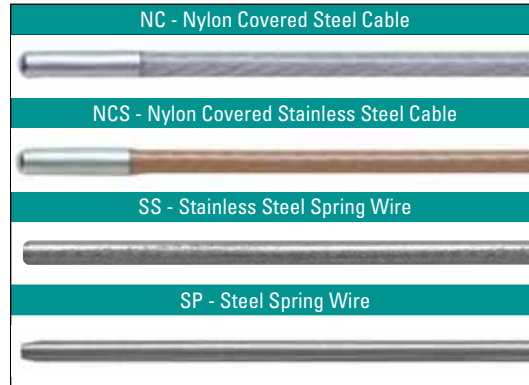 NC - Nylon Covered Steel Cable
NCS - Nylon Covered Stainless Steel Cable
SS - Stainless Steel Spring Wire
SP - Steel Spring Wire